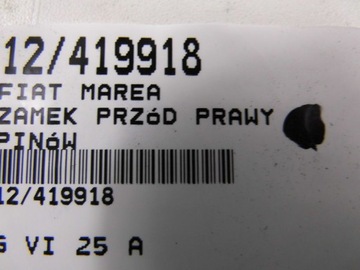 12/419918
FIAT MAREA
ZAMEK PRZÓD PRAWY
PINÓW
12/419918
VI 25 A